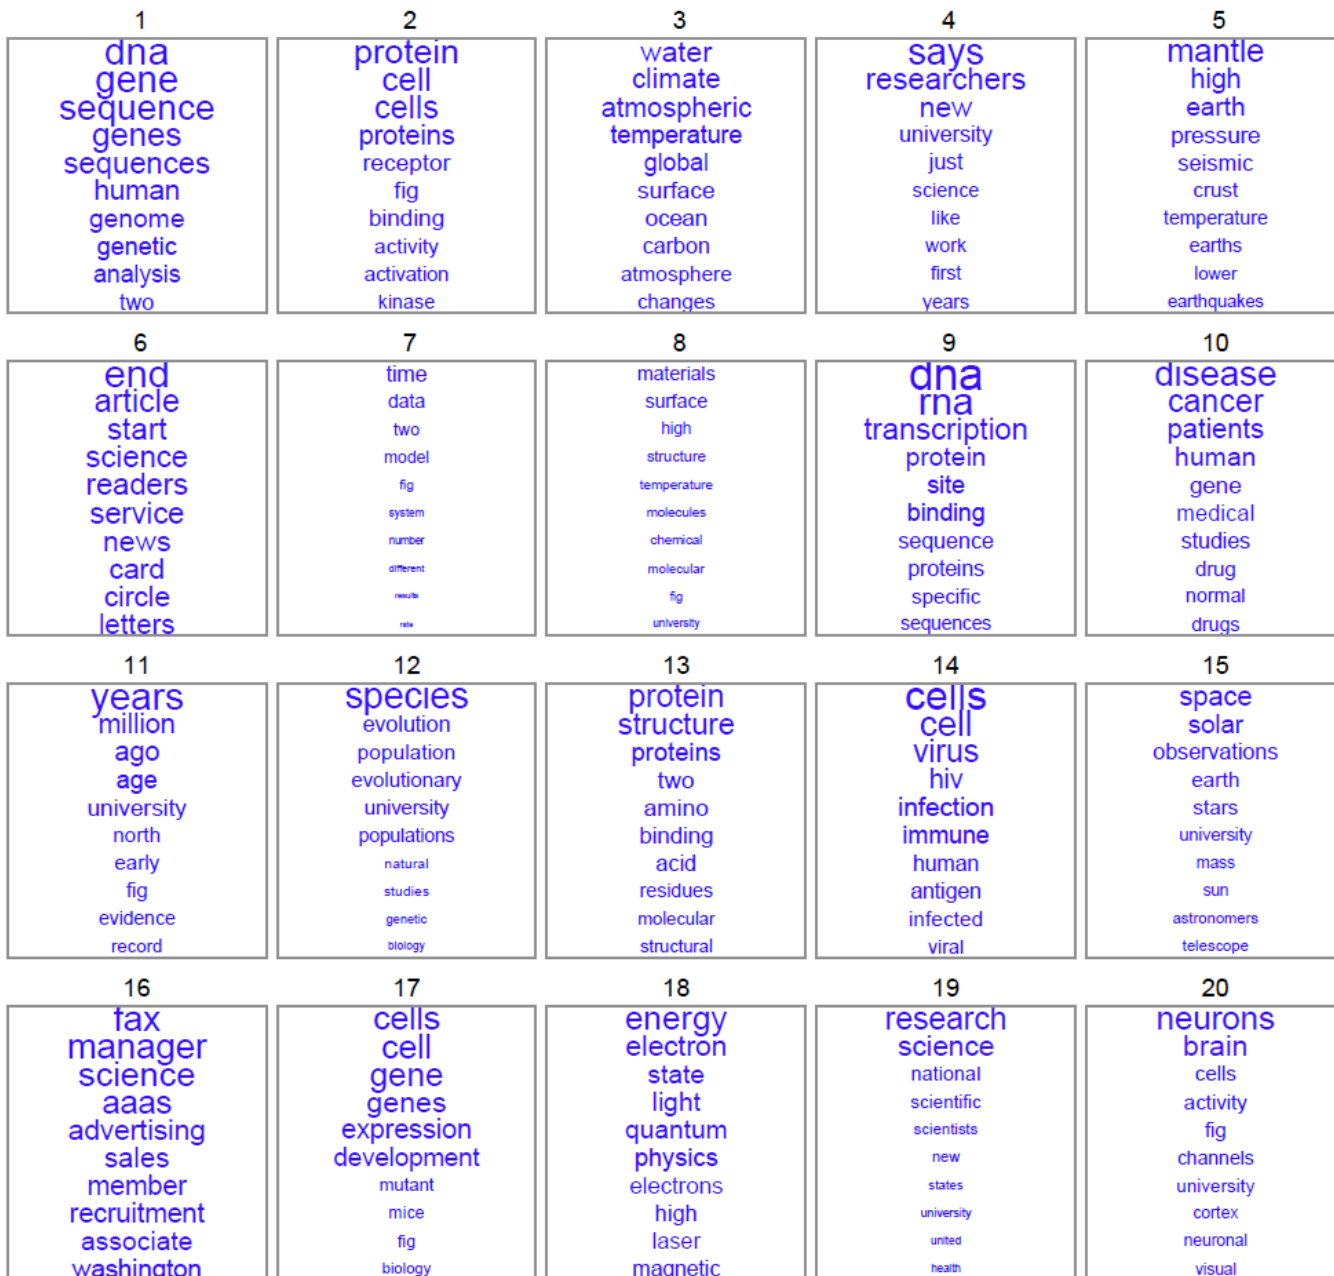 1 2 3 4 5
dna protein water says mantle
gene cell climate researchers high
sequence cells atmospheric new earth
genes proteins temperature university pressure
sequences receptor global just seismic
human fig surface science crust
genome binding ocean like temperature
genetic activity carbon work earths
analysis activation atmosphere first lower
two kinase changes years earthquakes
6 7 8 9 10
end time materials dna disease
article data surface rna cancer
start two high transcription patients
science model structure protein human
readers fig temperature site gene
service system molecules binding medical
news number chemical sequence studies
card different molecular proteins drug
circle results fig specific normal
letters rate university sequences drugs
11 12 13 14 15
years species protein cells space
million evolution structure cell solar
ago population proteins virus observations
age evolutionary two hiv earth
university university amino infection stars
north populations binding immune university
early natural acid human mass
fig studies residues antigen sun
evidence genetic molecular infected astronomers
record biology structural viral telescope
16 17 18 19 20
fax cells energy research neurons
manager cell electron science brain
science gene state national cells
aaas genes light scientific activity
advertising expression quantum scientists fig
sales development physics new channels
member mutant electrons states university
recruitment mice high university cortex
associate fig laser united neuronal
washington biology magnetic health visual